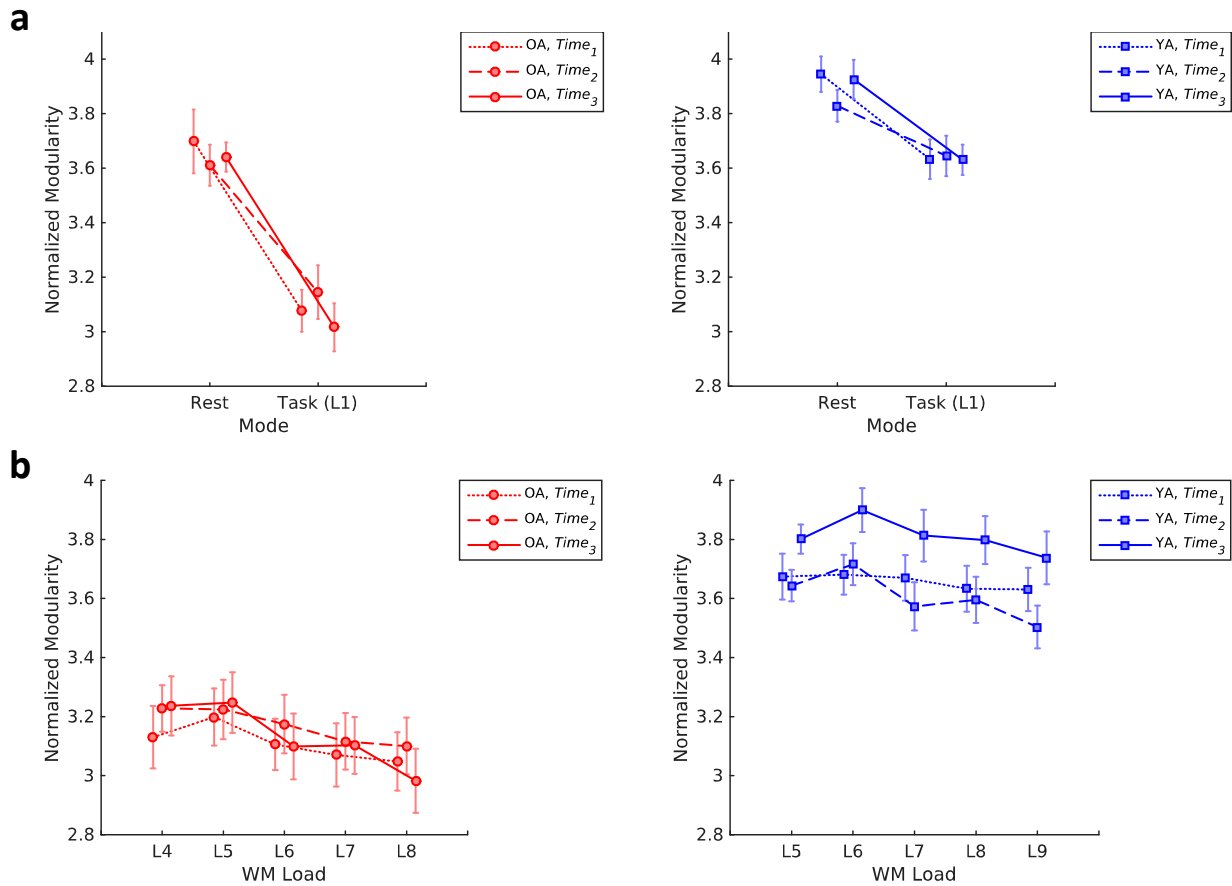 a
4
3.8
3.6
3.4
3.2
3
2.8
Normalized Modularity
Rest
Task (L1)
Mode
OA, Time1
OA, Time2
OA, Time3
4
3.8
3.6
3.4
3.2
3
2.8
Normalized Modularity
Rest
Task (L1)
Mode
YA, Time1
YA, Time2
YA, Time3
b
4
3.8
3.6
3.4
3.2
3
2.8
Normalized Modularity
L4
L5
L6
L7
L8
WM Load
OA, Time1
OA, Time2
OA, Time3
4
3.8
3.6
3.4
3.2
3
2.8
Normalized Modularity
L5
L6
L7
L8
L9
WM Load
YA, Time1
YA, Time2
YA, Time3